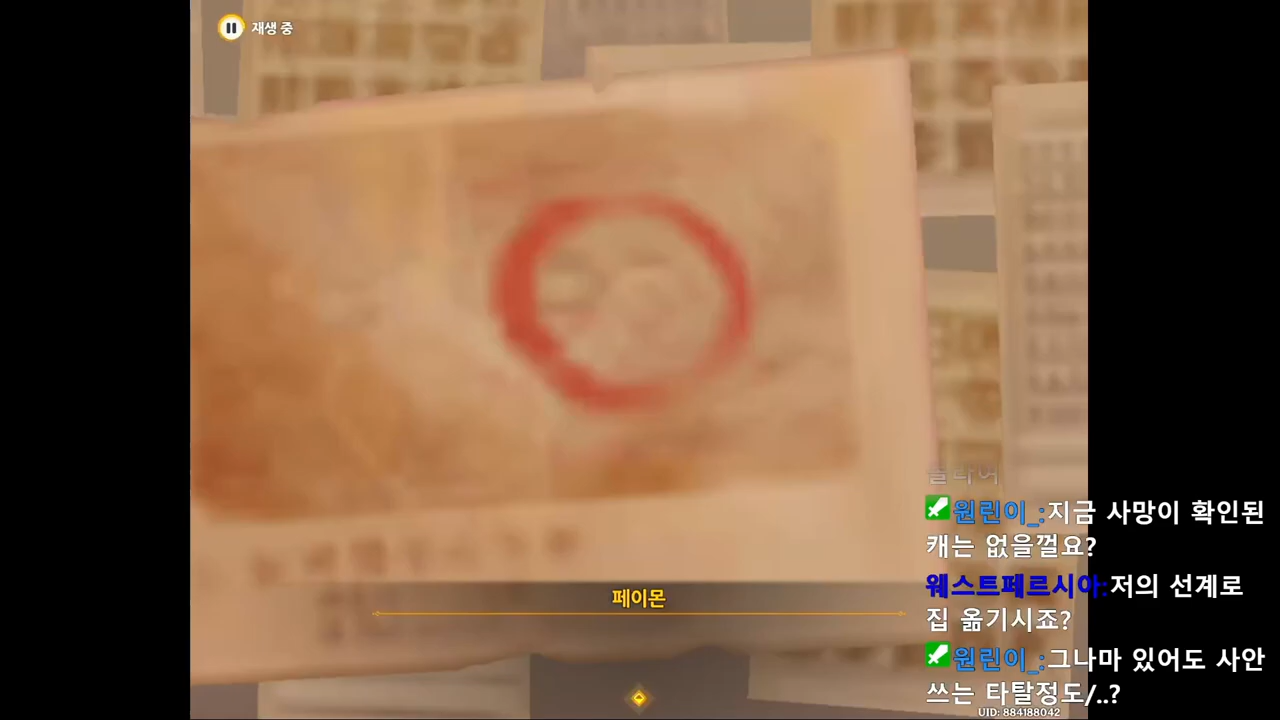 재생 중
원린이_:지금 사망이 확인된
캐는 없을껄요?
웨스트페르시아:저의 선계로
집 옮기시죠?
원린이_:그나마 있어도 사안
쓰는 타탈정도/..?
페이몬
UID: 884188042